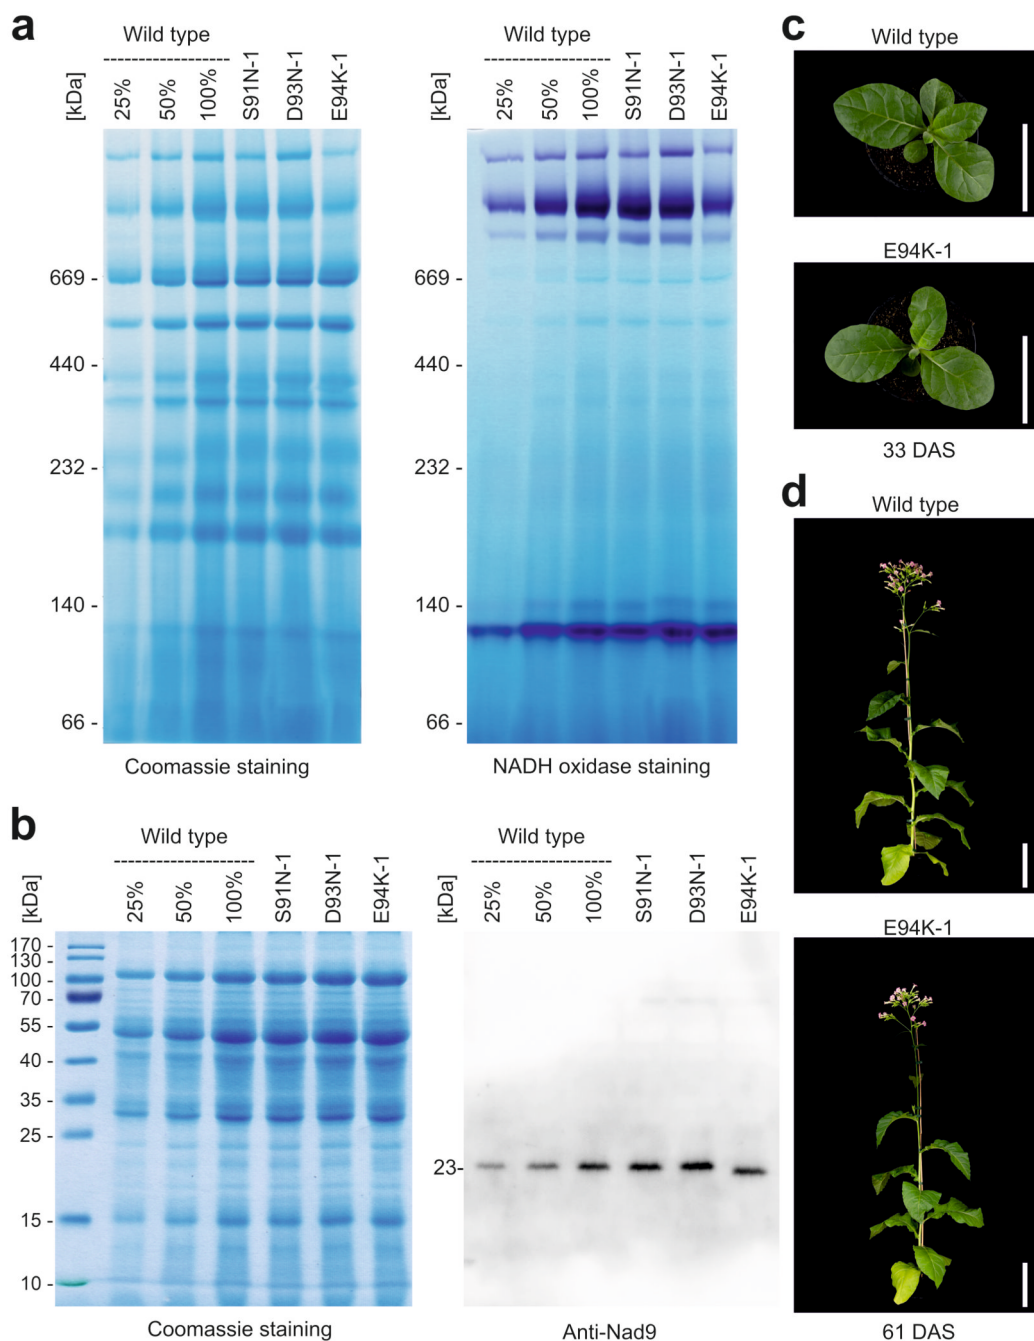 a
Wild type
[kDa]
25%
50%
100%
S91N-1
D93N-1
E94K-1
669 -
440 -
232 -
140 -
66 -
Coomassie staining
Wild type
[kDa]
25%
50%
100%
S91N-1
D93N-1
E94K-1
669 -
440 -
232 -
140 -
66 -
NADH oxidase staining
b
Wild type
[kDa]
25%
50%
100%
S91N-1
D93N-1
E94K-1
170 -
130 -
100 -
70 -
55 -
40 -
35 -
25 -
15 -
10 -
Coomassie staining
Wild type
[kDa]
25%
50%
100%
S91N-1
D93N-1
E94K-1
23-
Anti-Nad9
c
Wild type
E94K-1
33 DAS
d
Wild type
E94K-1
61 DAS